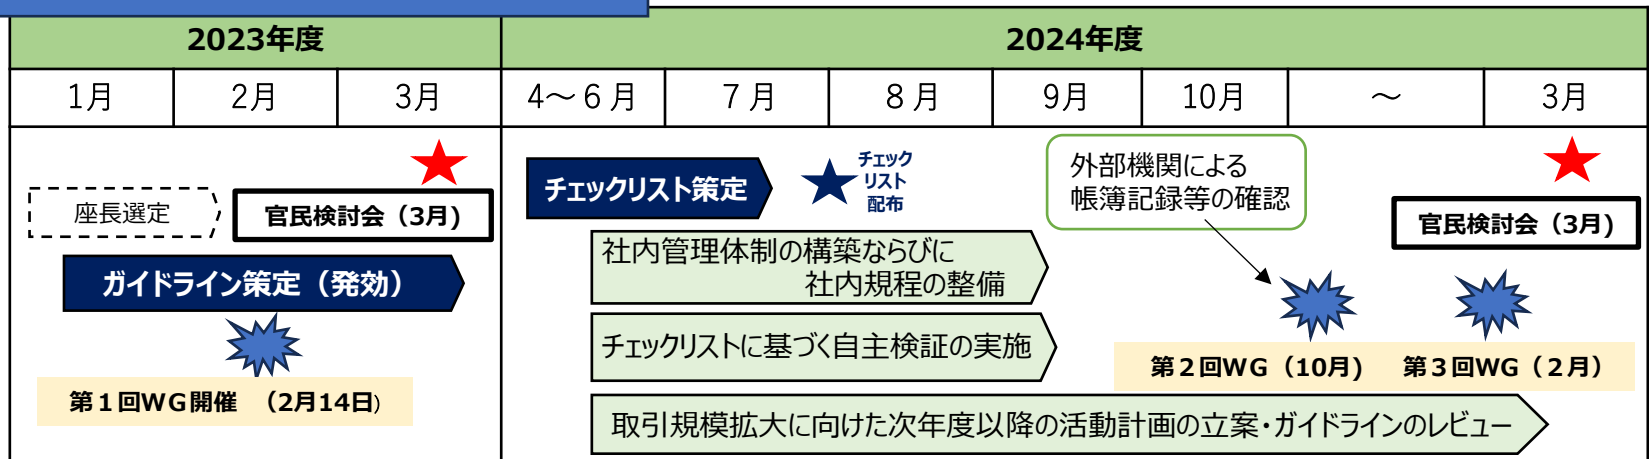 2023年度
2024年度
1月
2月
3月
4～6月
7月
8月
9月
10月
～
3月
座長選定
官民検討会（3月)
ガイドライン策定（発効）
第１回WG開催　(2月14日)
チェックリスト策定
チェック
リスト
配布
外部機関による
帳簿記録等の確認
官民検討会（3月)
社内管理体制の構築ならびに
社内規程の整備
チェックリストに基づく自主検証の実施
第２回WG（10月)
第３回WG（２月）
取引規模拡大に向けた次年度以降の活動計画の立案・ガイドラインのレビュー